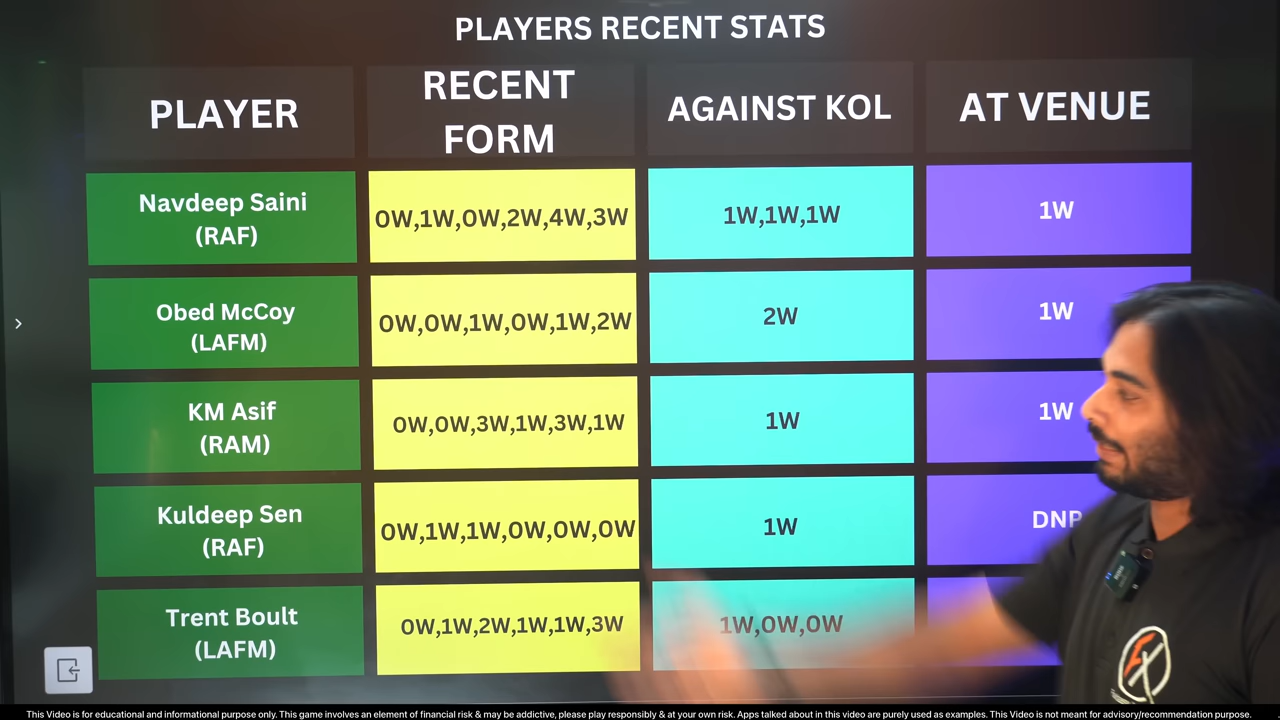 PLAYERS RECENT STATS
PLAYER
RECENT
FORM
AGAINST KOL
AT VENUE
Navdeep Saini
(RAF)
0W,1W,0W,2W,4W,3W
1W,1W,1W
1W
Obed McCoy
(LAFM)
0W,0W,1W,0W,1W,2W
2W
1W
KM Asif
(RAM)
0W,0W,3W,1W,3W,1W
1W
1W
Kuldeep Sen
(RAF)
0W,1W,1W,0W,0W,0W
1W
DNP
Trent Boult
(LAFM)
0W,1W,2W,1W,1W,3W
1W,0W,0W
FX
This Video is for educational and informational purpose only. This game involves an element of financial risk & may be addictive, please play responsibly & at your own risk. Apps talked about in this video are purely used as examples. This Video is not meant for advisory/recommendation purpose.